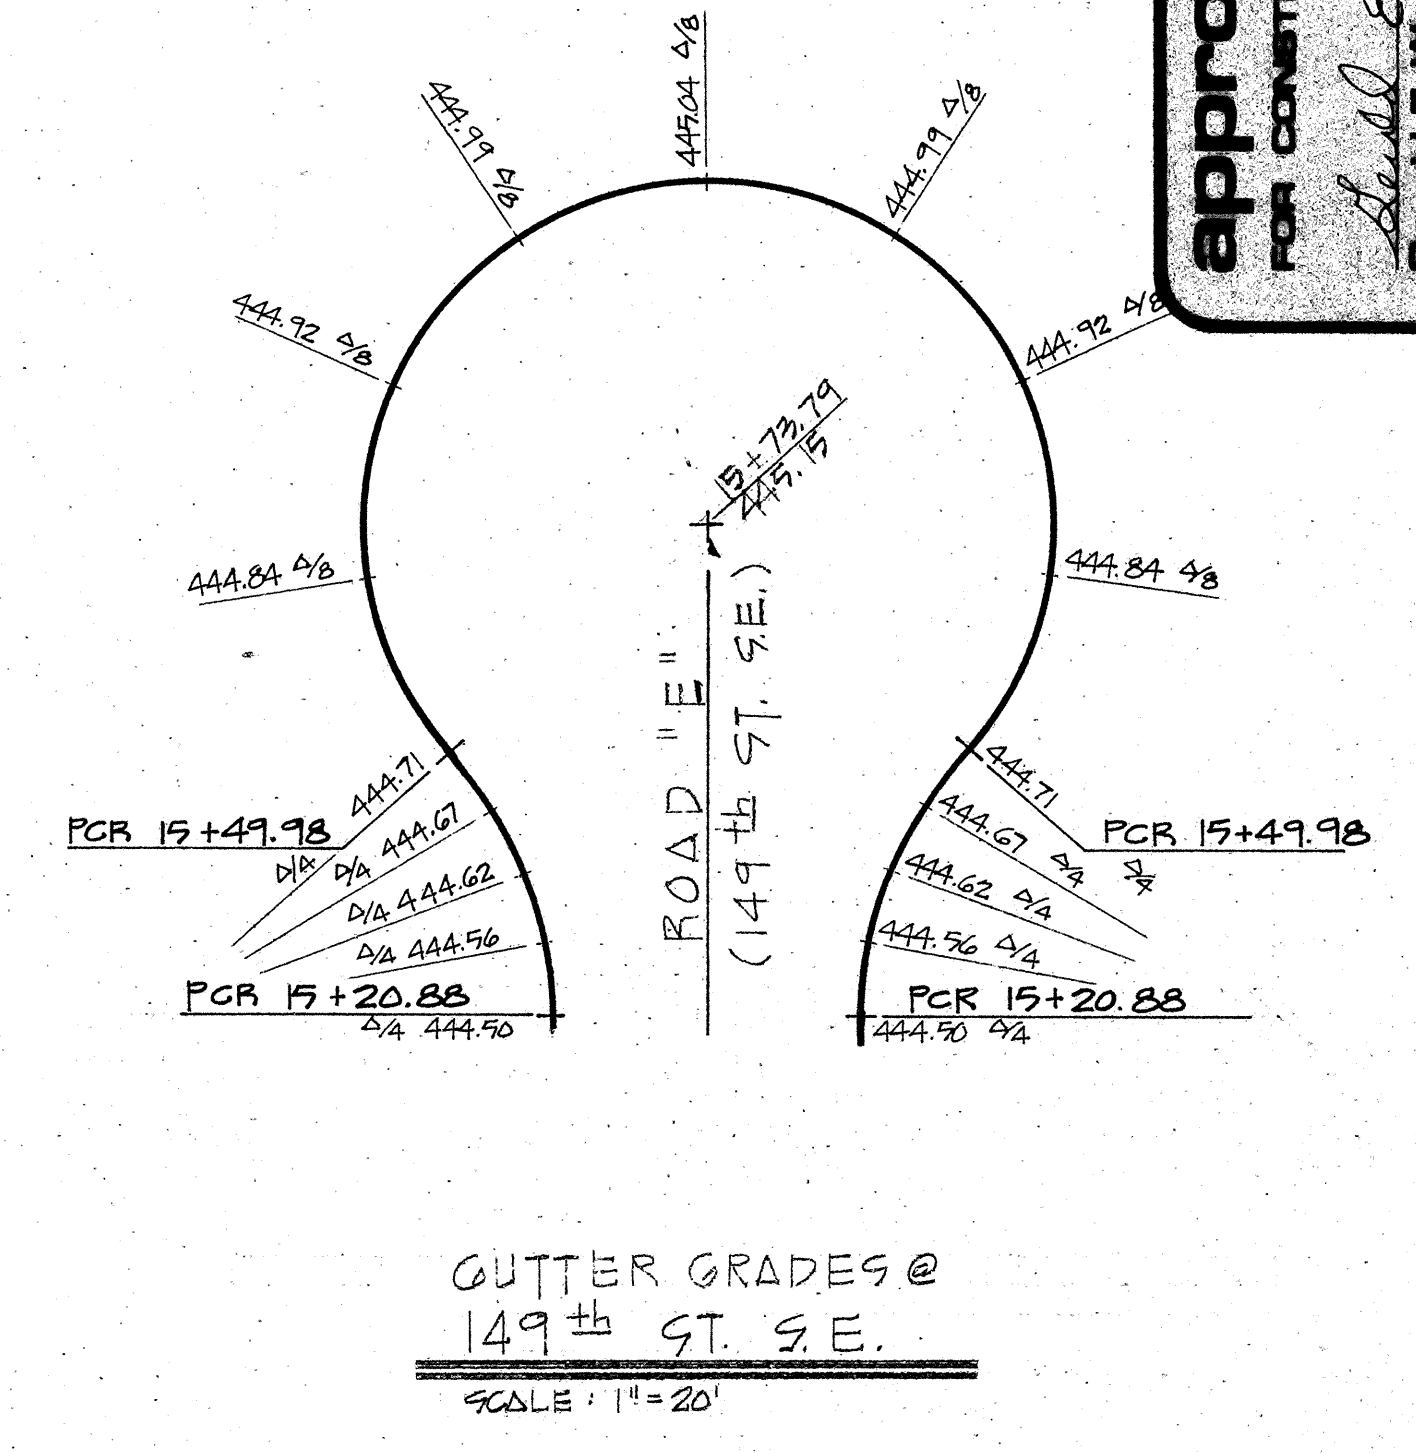 445.04 Δ/8
444.99 Δ/8
444.99 Δ/8
444.92 Δ/8
444.92 Δ/8
15+73.79
445.15
444.84 Δ/8
444.84 Δ/8
ROAD "E"
(149th ST. S.E.)
444.71
PCR 15+49.98
Δ/4
Δ/4 444.67
Δ/4 444.62
Δ/4 444.56
PCR 15+20.88
Δ/4 444.50
444.71
PCR 15+49.98
Δ/4
444.67 Δ/4
444.62 Δ/4
444.56 Δ/4
PCR 15+20.88
444.50 Δ/4
appro
FOR CONST
GUTTER GRADES @
149th ST. S.E.
SCALE : 1"=20'